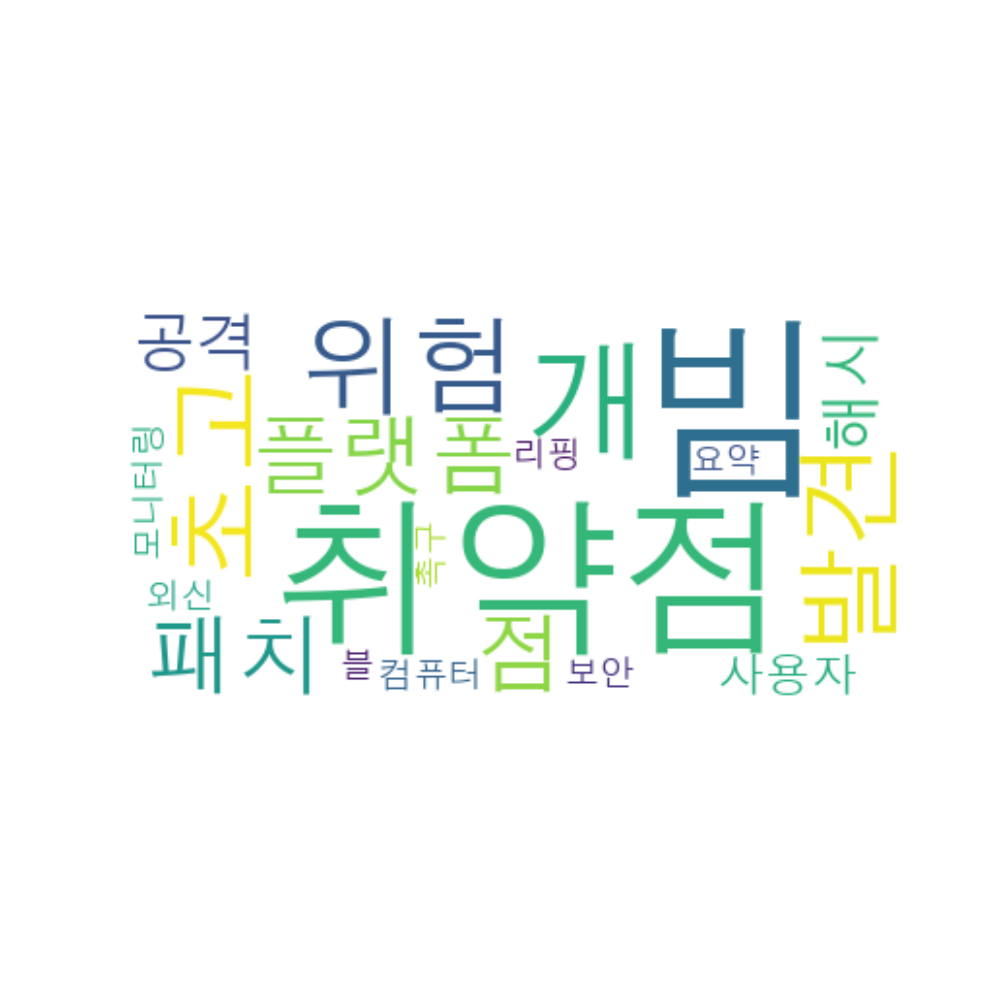 공격
위험
개
빔
해시
초고
플랫폼
리핑
요약
발견
모니터링
취약점
촉구
외신
패치
블
컴퓨터
점
보안
사용자